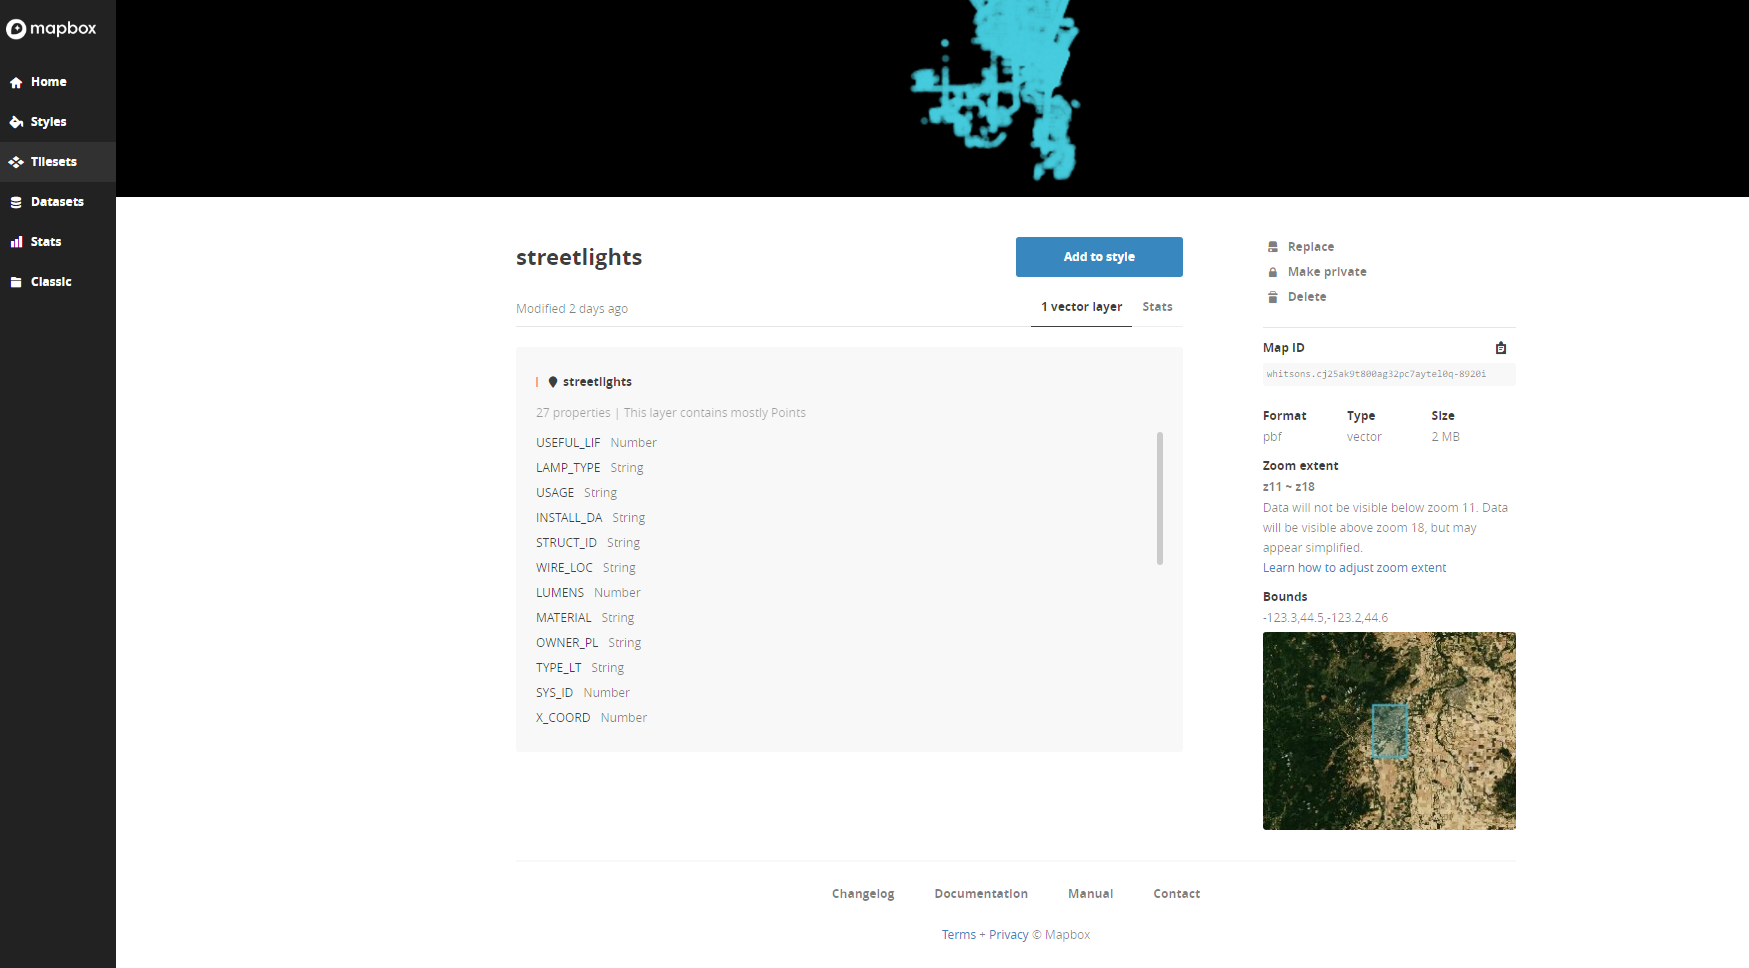 mapbox
Home
Styles
Tilesets
Datasets
Stats
Classic
streetlights
Add to style
Modified 2 days ago
1 vector layer Stats
streetlights
27 properties | This layer contains mostly Points
USEFUL_LIF Number
LAMP_TYPE String
USAGE String
INSTALL_DA String
STRUCT_ID String
WIRE_LOC String
LUMENS Number
MATERIAL String
OWNER_PL String
TYPE_LT String
SYS_ID Number
X_COORD Number
Replace
Make private
Delete
Map ID
whitsons.cj25ak9t800ag32pc7aytel0q-8920i
Format Type Size
pbf vector 2 MB
Zoom extent
z11 ~ z18
Data will not be visible below zoom 11. Data
will be visible above zoom 18, but may
appear simplified.
Learn how to adjust zoom extent
Bounds
-123.3,44.5,-123.2,44.6
Changelog Documentation Manual Contact
Terms + Privacy © Mapbox